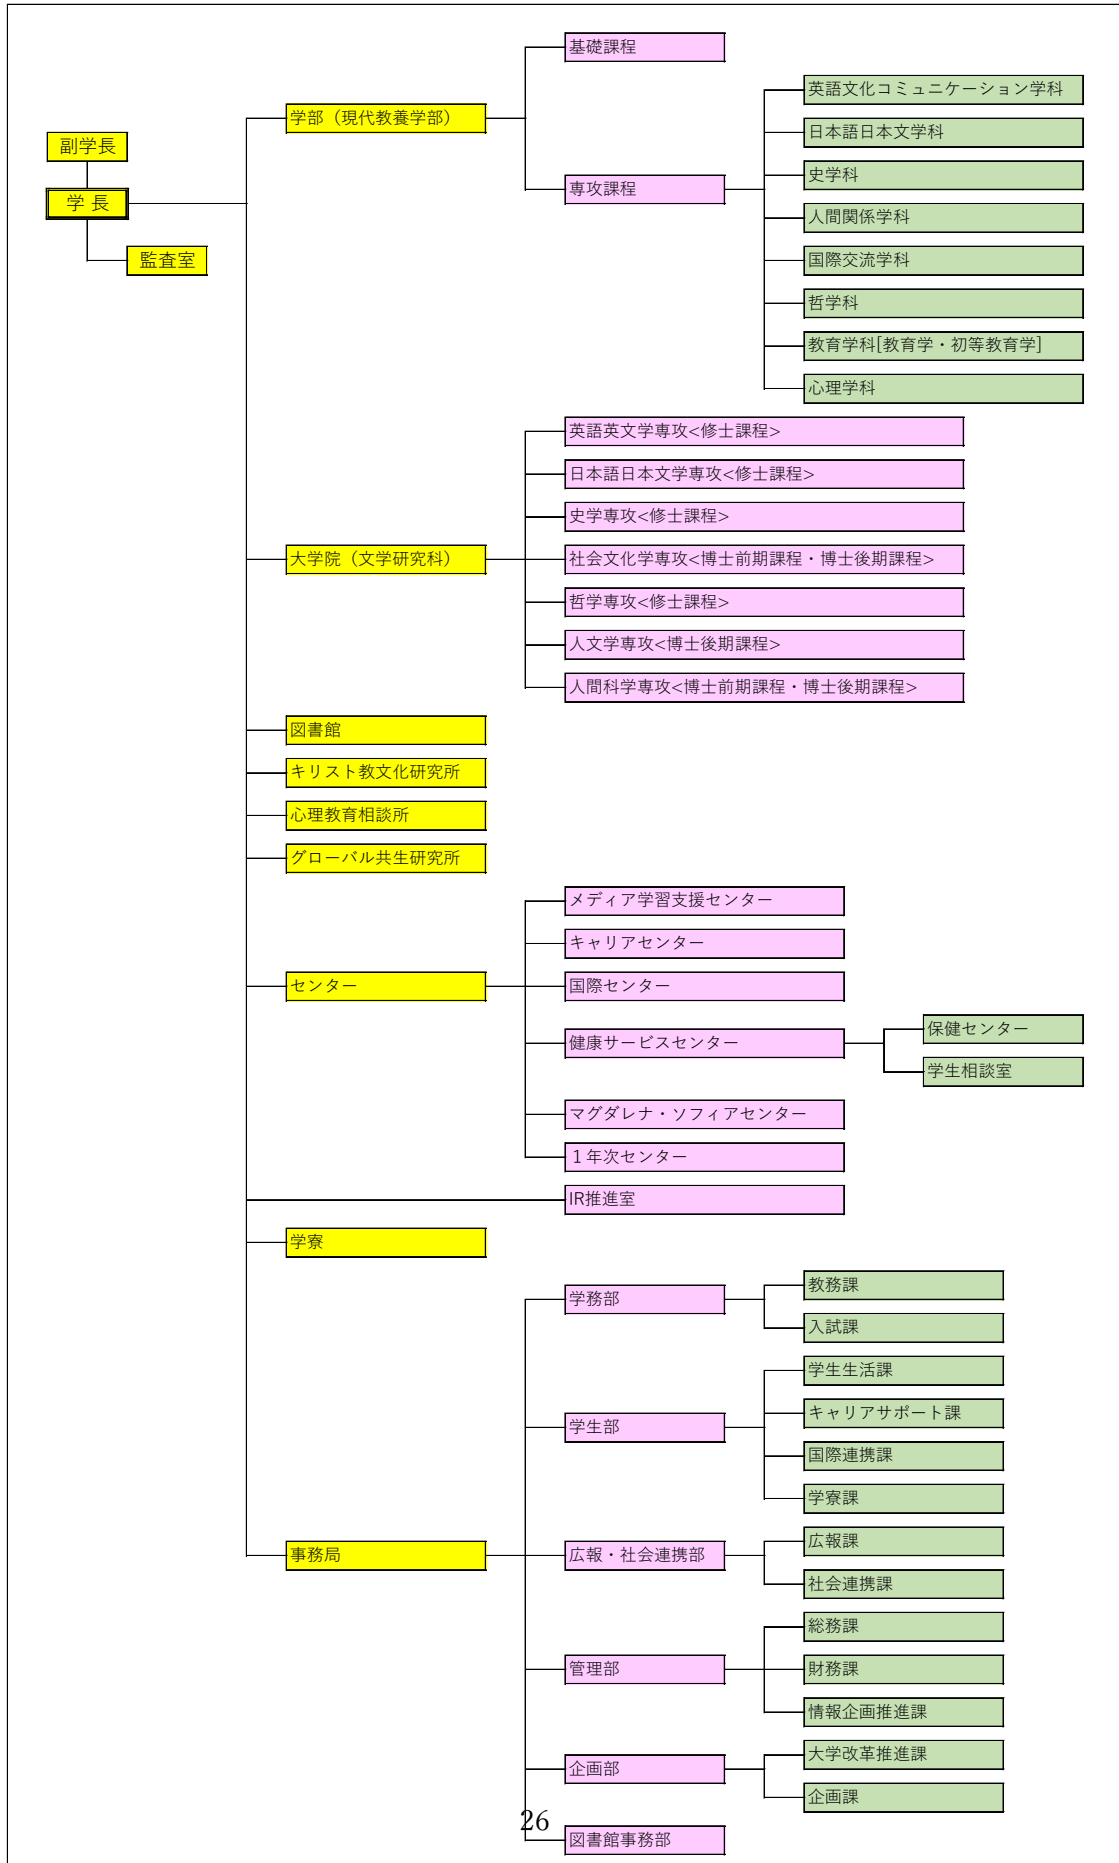 基礎課程
英語文化コミュニケーション学科
学部（現代教養学部）
日本語日本文学科
副学長
史学科
専攻課程
学 長
人間関係学科
監査室
国際交流学科
哲学科
教育学科[教育学・初等教育学]
心理学科
英語英文学専攻<修士課程>
日本語日本文学専攻<修士課程>
史学専攻<修士課程>
大学院（文学研究科）
社会文化学専攻<博士前期課程・博士後期課程>
哲学専攻<修士課程>
人文学専攻<博士後期課程>
人間科学専攻<博士前期課程・博士後期課程>
図書館
キリスト教文化研究所
心理教育相談所
グローバル共生研究所
メディア学習支援センター
キャリアセンター
センター
国際センター
保健センター
健康サービスセンター
学生相談室
マグダレナ・ソフィアセンター
１年次センター
IR推進室
学寮
教務課
学務部
入試課
学生生活課
キャリアサポート課
学生部
国際連携課
学寮課
広報課
事務局
広報・社会連携部
社会連携課
総務課
管理部
財務課
情報企画推進課
大学改革推進課
企画部
企画課
26
図書館事務部